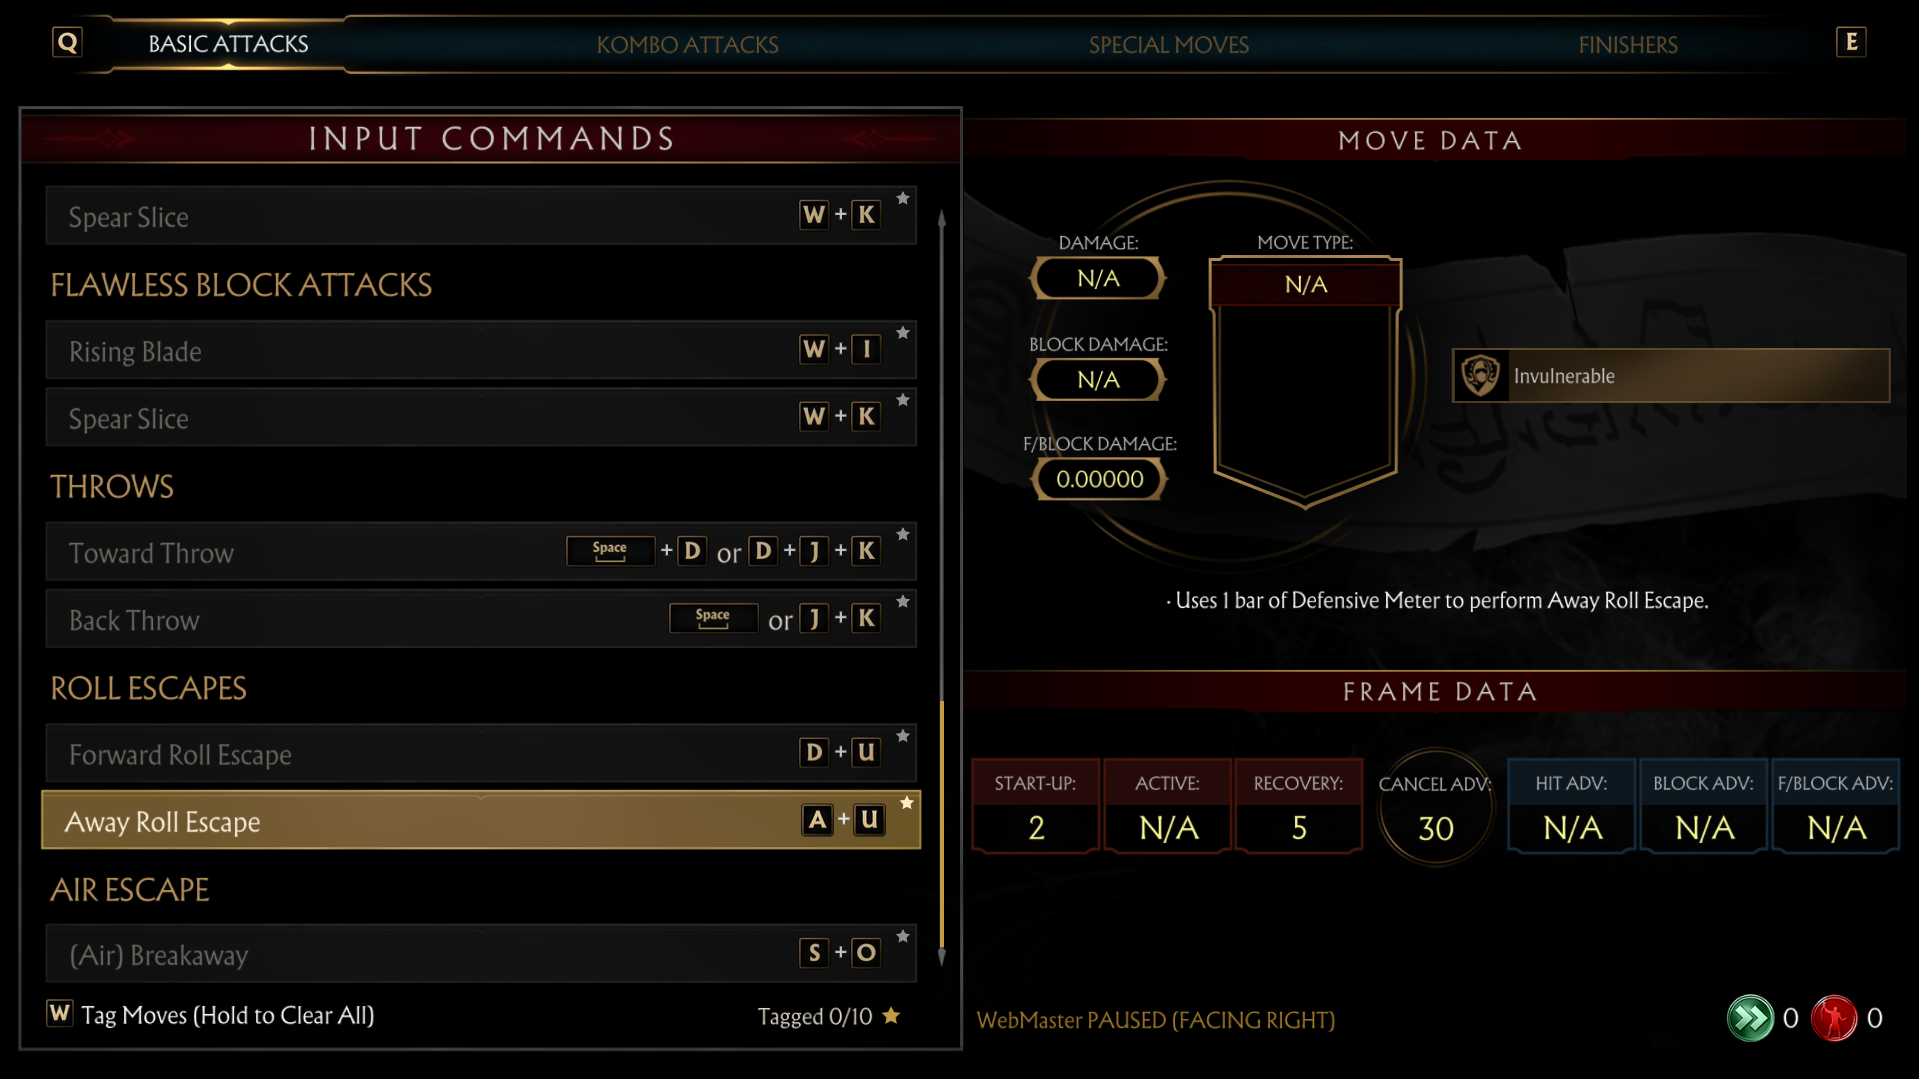 Q BASIC ATTACKS KOMBO ATTACKS SPECIAL MOVES FINISHERS E
INPUT COMMANDS
Spear Slice W + K
FLAWLESS BLOCK ATTACKS
Rising Blade W + I
Spear Slice W + K
THROWS
Toward Throw Space + D or D + J + K
Back Throw Space or J + K
ROLL ESCAPES
Forward Roll Escape D + U
Away Roll Escape A + U
AIR ESCAPE
(Air) Breakaway S + O
W Tag Moves (Hold to Clear All) Tagged 0/10
MOVE DATA
DAMAGE:
N/A
BLOCK DAMAGE:
N/A
F/BLOCK DAMAGE:
0.00000
MOVE TYPE:
N/A
Invulnerable
· Uses 1 bar of Defensive Meter to perform Away Roll Escape.
FRAME DATA
START-UP: ACTIVE: RECOVERY: CANCEL ADV: HIT ADV: BLOCK ADV: F/BLOCK ADV:
2 N/A 5 30 N/A N/A N/A
WebMaster PAUSED (FACING RIGHT) 0 0